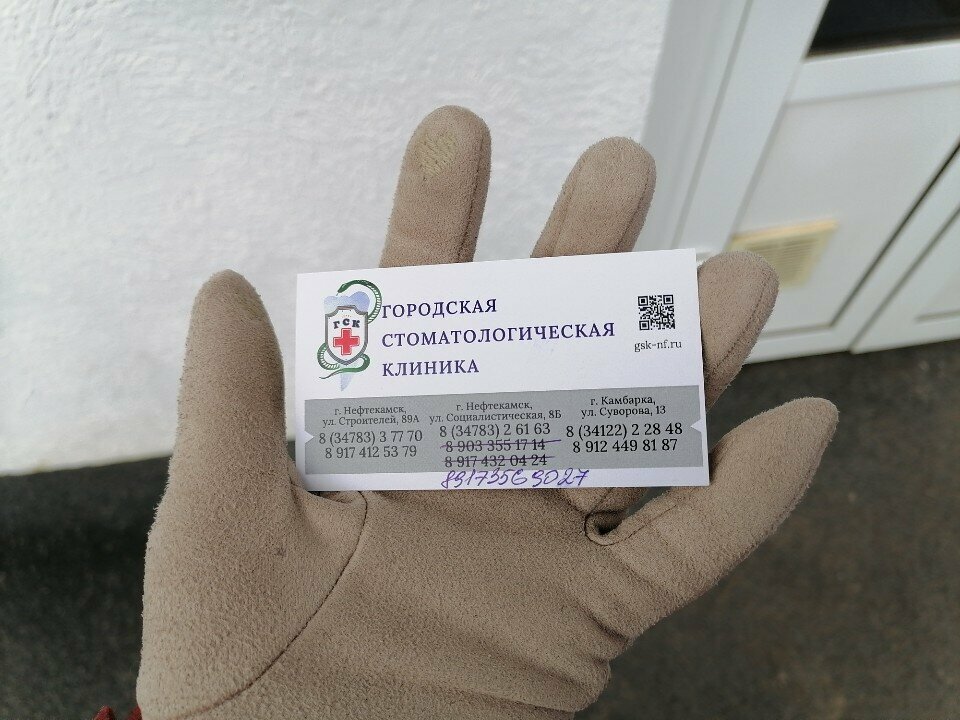 ГСК
ГОРОДСКАЯ
СТОМАТОЛОГИЧЕСКАЯ
КЛИНИКА
gsk-nf.ru
г. Нефтекамск,
ул. Строителей, 89А
8 (34783) 3 77 70
8 917 412 53 79
г. Нефтекамск,
ул. Социалистическая, 8Б
8 (34783) 2 61 63
8 903 355 17 14
8 917 432 04 24
89173569027
г. Камбарка,
ул. Суворова, 13
8 (34122) 2 28 48
8 912 449 81 87